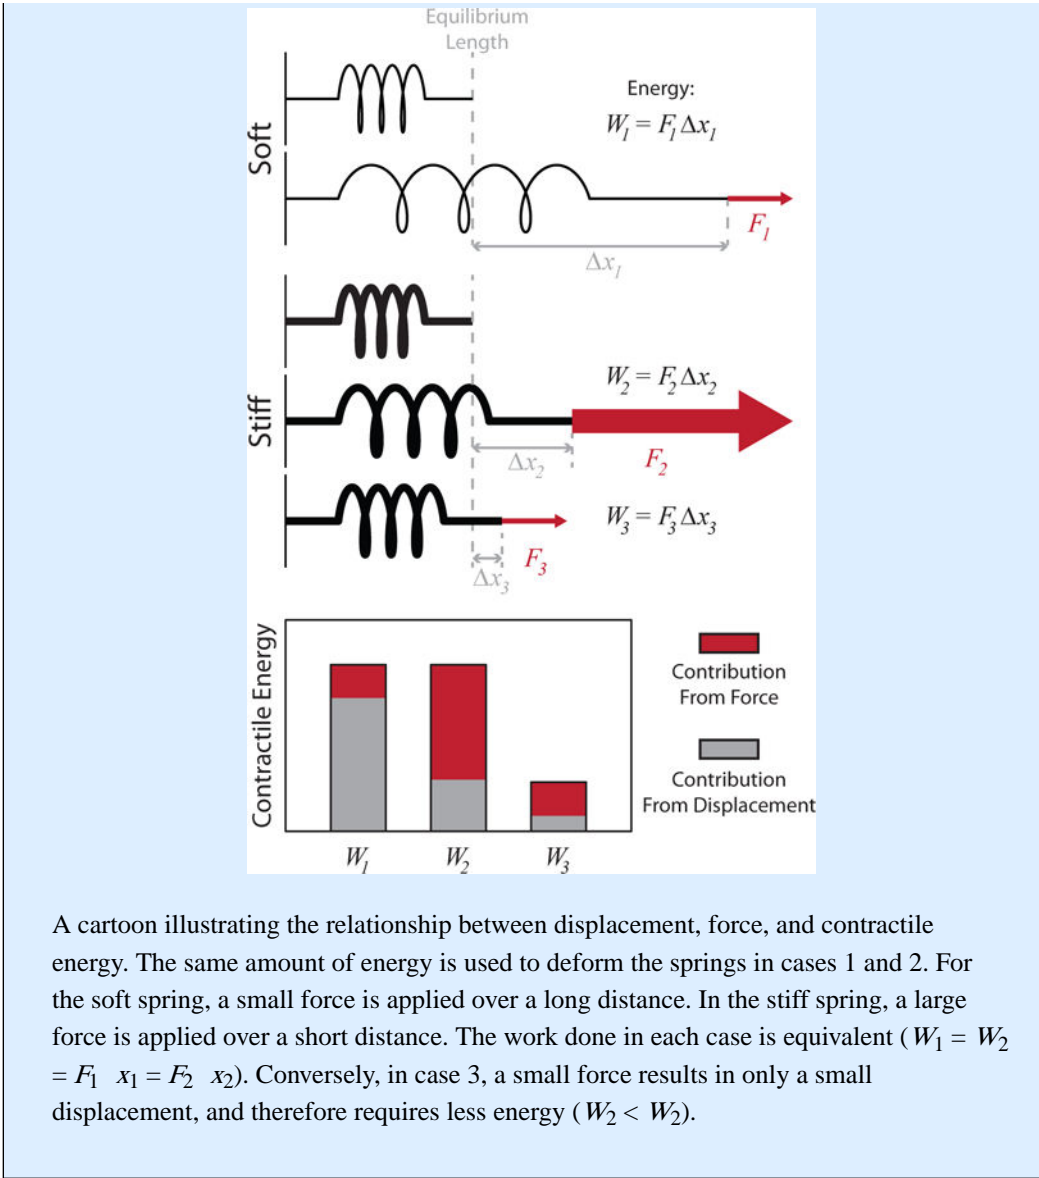 Equilibrium
Length
Soft
Energy:
W1 = F1 Δx1
F1
Δx1
Stiff
W2 = F2 Δx2
Δx2
F2
W3 = F3 Δx3
F3
Δx3
Contractile Energy
Contribution
From Force
Contribution
From Displacement
W1 W2 W3
A cartoon illustrating the relationship between displacement, force, and contractile
energy. The same amount of energy is used to deform the springs in cases 1 and 2. For
the soft spring, a small force is applied over a long distance. In the stiff spring, a large
force is applied over a short distance. The work done in each case is equivalent ( W1 = W2
= F1 x1 = F2 x2). Conversely, in case 3, a small force results in only a small
displacement, and therefore requires less energy ( W2 < W2).